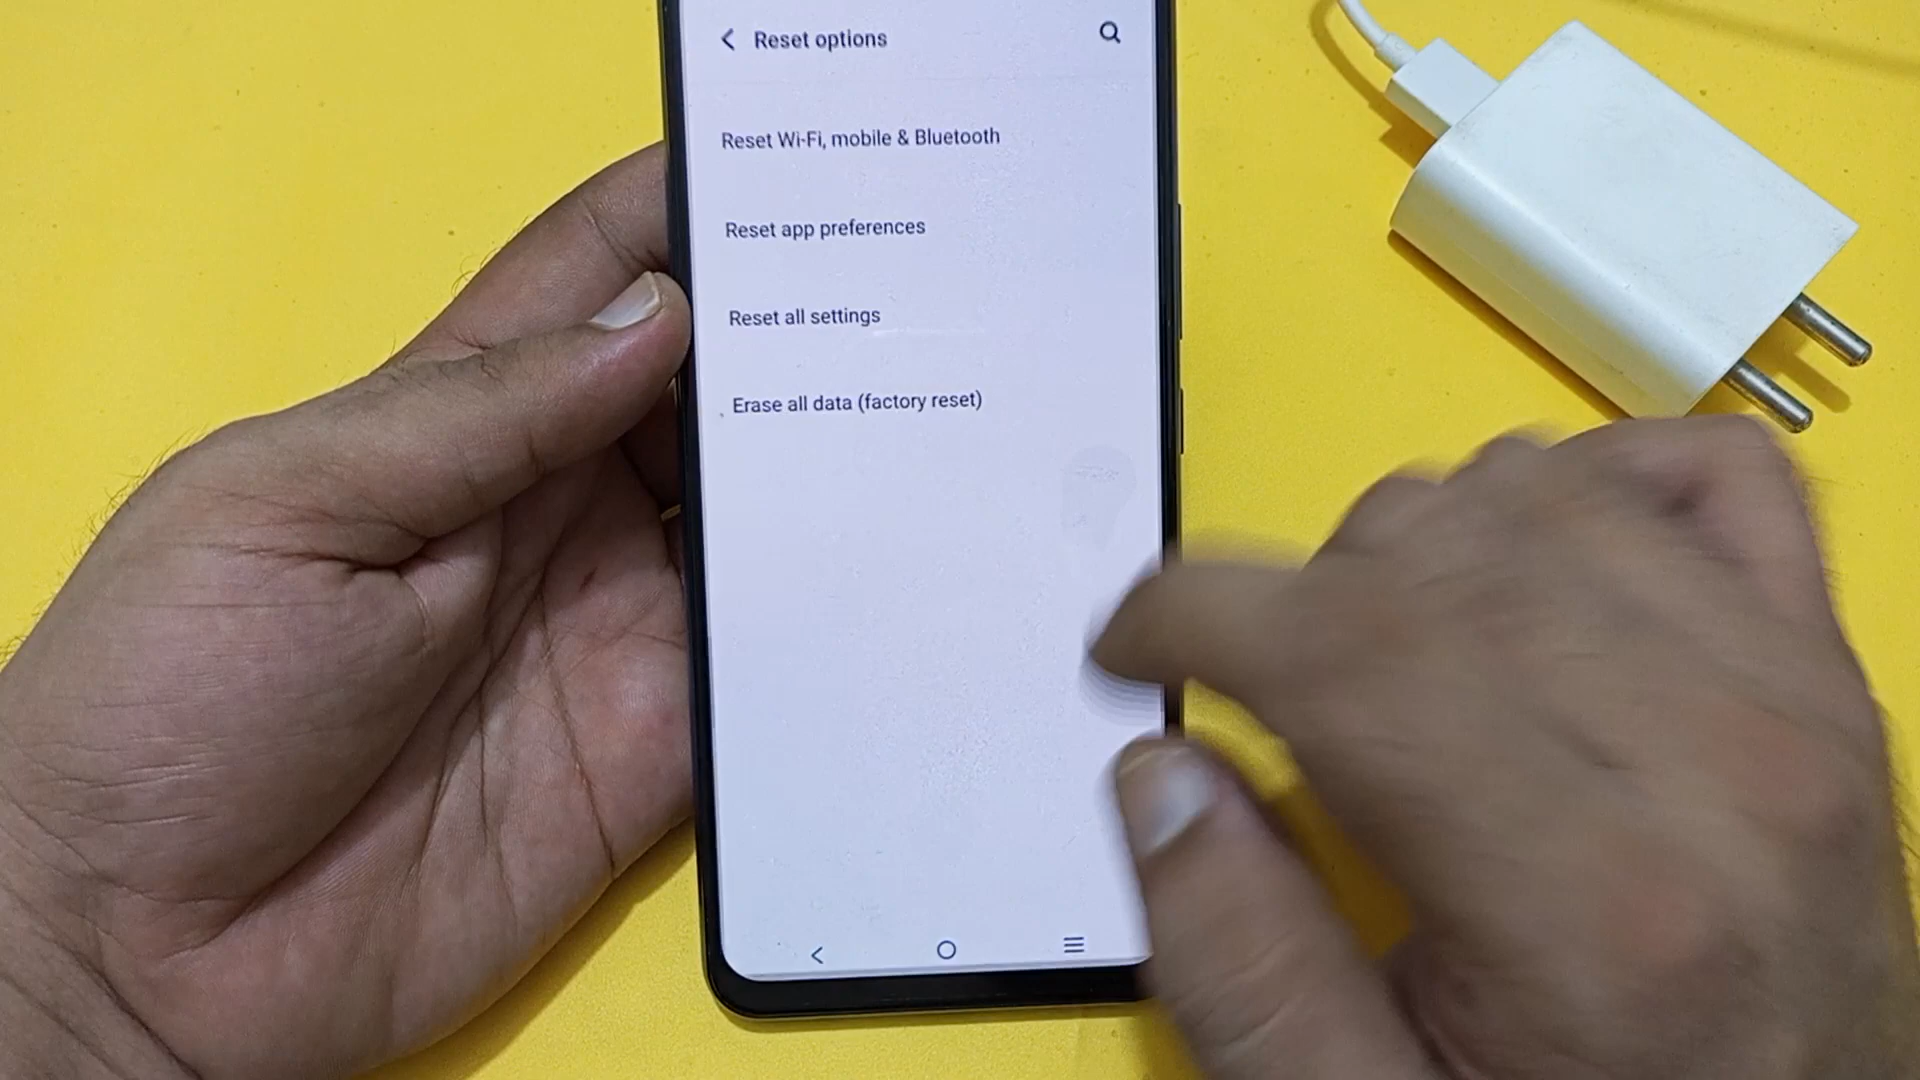 Reset options
Reset Wi-Fi, mobile & Bluetooth
Reset app preferences
Reset all settings
Erase all data (factory reset)